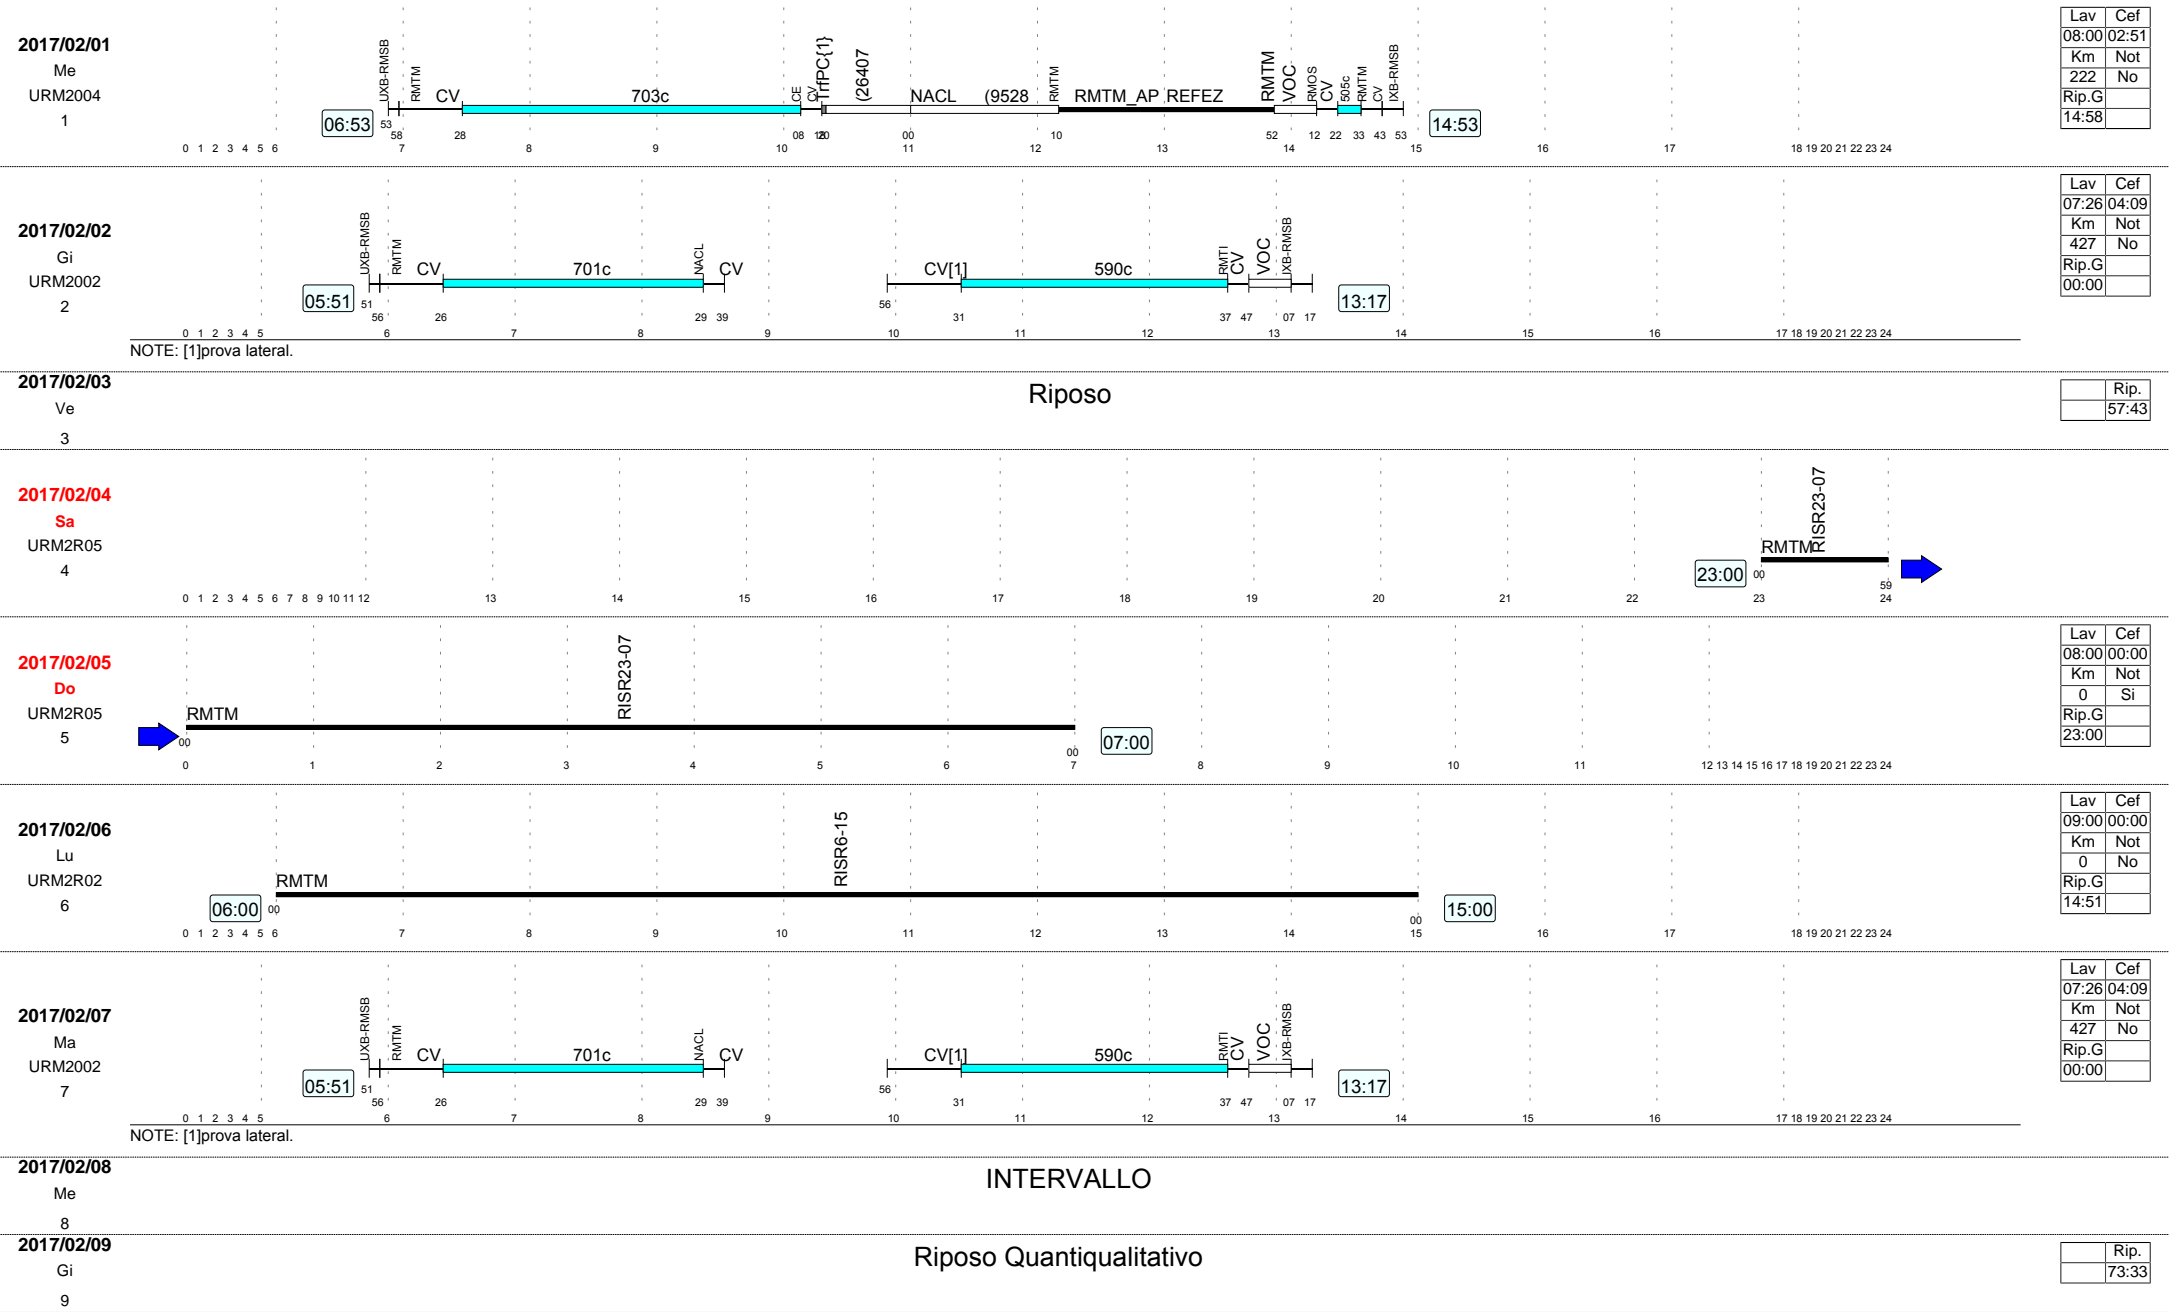 2017/02/01
Me
URM2004
1
06:53
UXB-RMSB
RMTM
CV
703c
CE
CV
TrfPC{1}
(26407
NACL
(9528
RMTM
RMTM_AP_REFEZ
RMTM
VOC
RMOS
CV
505c
RMTM
CV
IXB-RMSB
14:53
53 58 28 08 20 00 10 52 12 22 33 43 53
0 1 2 3 4 5 6 7 8 9 10 11 12 13 14 15 16 17 18 19 20 21 22 23 24
Lav Cef
08:00 02:51
Km Not
222 No
Rip.G
14:58
2017/02/02
Gi
URM2002
2
05:51
UXB-RMSB
RMTM
CV
701c
NACL
CV
CV[1]
590c
RMTI
CV
VOC
IXB-RMSB
13:17
51 56 26 29 39 56 31 37 47 07 17
0 1 2 3 4 5 6 7 8 9 10 11 12 13 14 15 16 17 18 19 20 21 22 23 24
NOTE: [1]prova lateral.
Lav Cef
07:26 04:09
Km Not
427 No
Rip.G
00:00
2017/02/03
Ve
3
Riposo
Rip.
57:43
2017/02/04
Sa
URM2R05
4
23:00
RMTM
RISR23-07
00 59
0 1 2 3 4 5 6 7 8 9 10 11 12 13 14 15 16 17 18 19 20 21 22 23 24
2017/02/05
Do
URM2R05
5
RMTM
RISR23-07
07:00
00 00
0 1 2 3 4 5 6 7 8 9 10 11 12 13 14 15 16 17 18 19 20 21 22 23 24
Lav Cef
08:00 00:00
Km Not
0 Si
Rip.G
23:00
2017/02/06
Lu
URM2R02
6
06:00
RMTM
RISR6-15
15:00
00 00
0 1 2 3 4 5 6 7 8 9 10 11 12 13 14 15 16 17 18 19 20 21 22 23 24
Lav Cef
09:00 00:00
Km Not
0 No
Rip.G
14:51
2017/02/07
Ma
URM2002
7
05:51
UXB-RMSB
RMTM
CV
701c
NACL
CV
CV[1]
590c
RMTI
CV
VOC
IXB-RMSB
13:17
51 56 26 29 39 56 31 37 47 07 17
0 1 2 3 4 5 6 7 8 9 10 11 12 13 14 15 16 17 18 19 20 21 22 23 24
NOTE: [1]prova lateral.
Lav Cef
07:26 04:09
Km Not
427 No
Rip.G
00:00
2017/02/08
Me
8
INTERVALLO
2017/02/09
Gi
9
Riposo Quantiqualitativo
Rip.
73:33